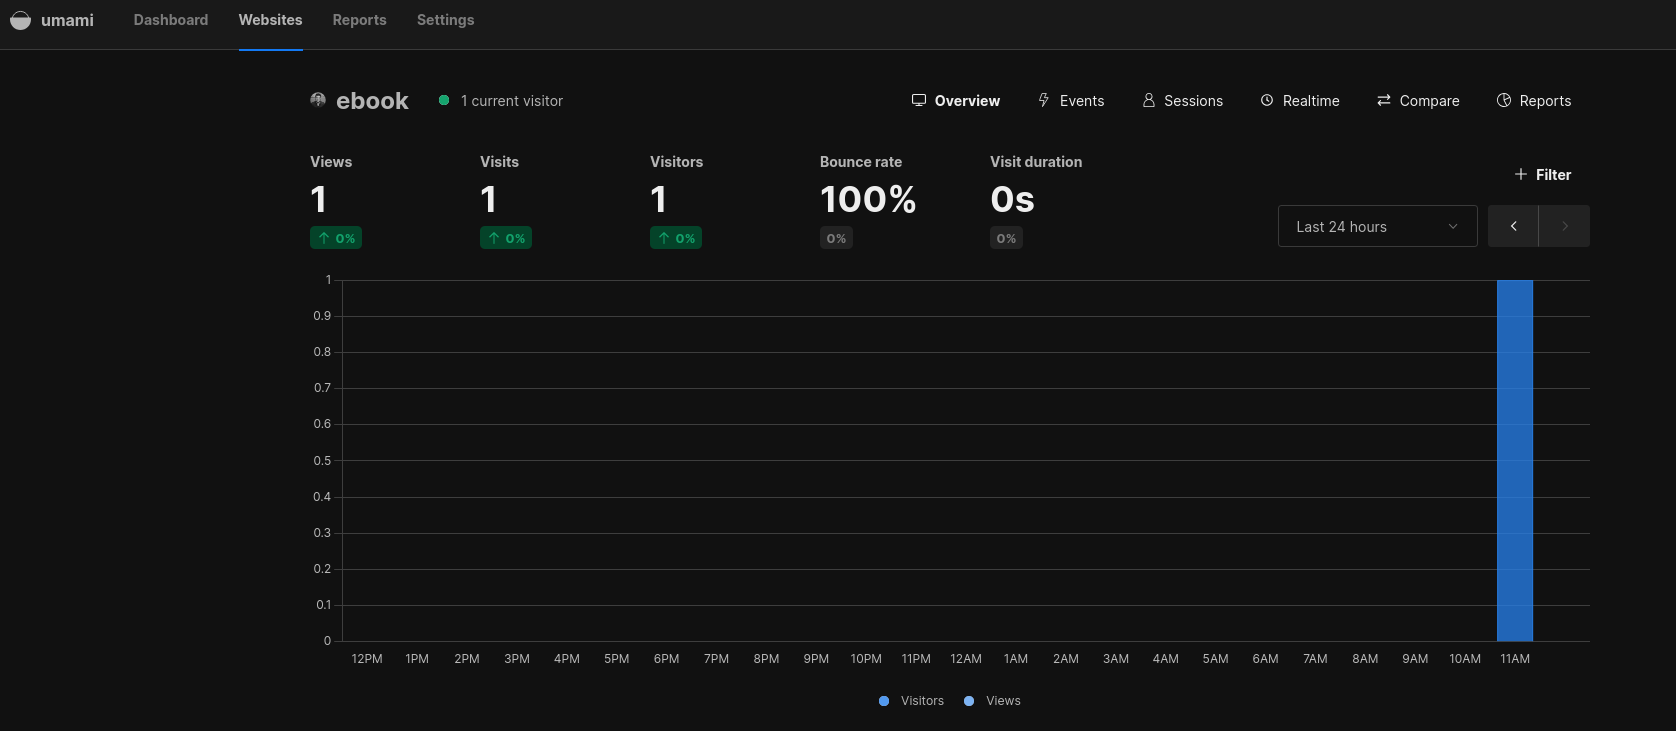 umami Dashboard Websites Reports Settings
ebook 1 current visitor Overview Events Sessions Realtime Compare Reports
Views Visits Visitors Bounce rate Visit duration
Filter
1 1 1 100% 0s
Last 24 hours
0% 0% 0% 0% 0%
1
0.9
0.8
0.7
0.6
0.5
0.4
0.3
0.2
0.1
0
12PM 1PM 2PM 3PM 4PM 5PM 6PM 7PM 8PM 9PM 10PM 11PM 12AM 1AM 2AM 3AM 4AM 5AM 6AM 7AM 8AM 9AM 10AM 11AM
Visitors Views